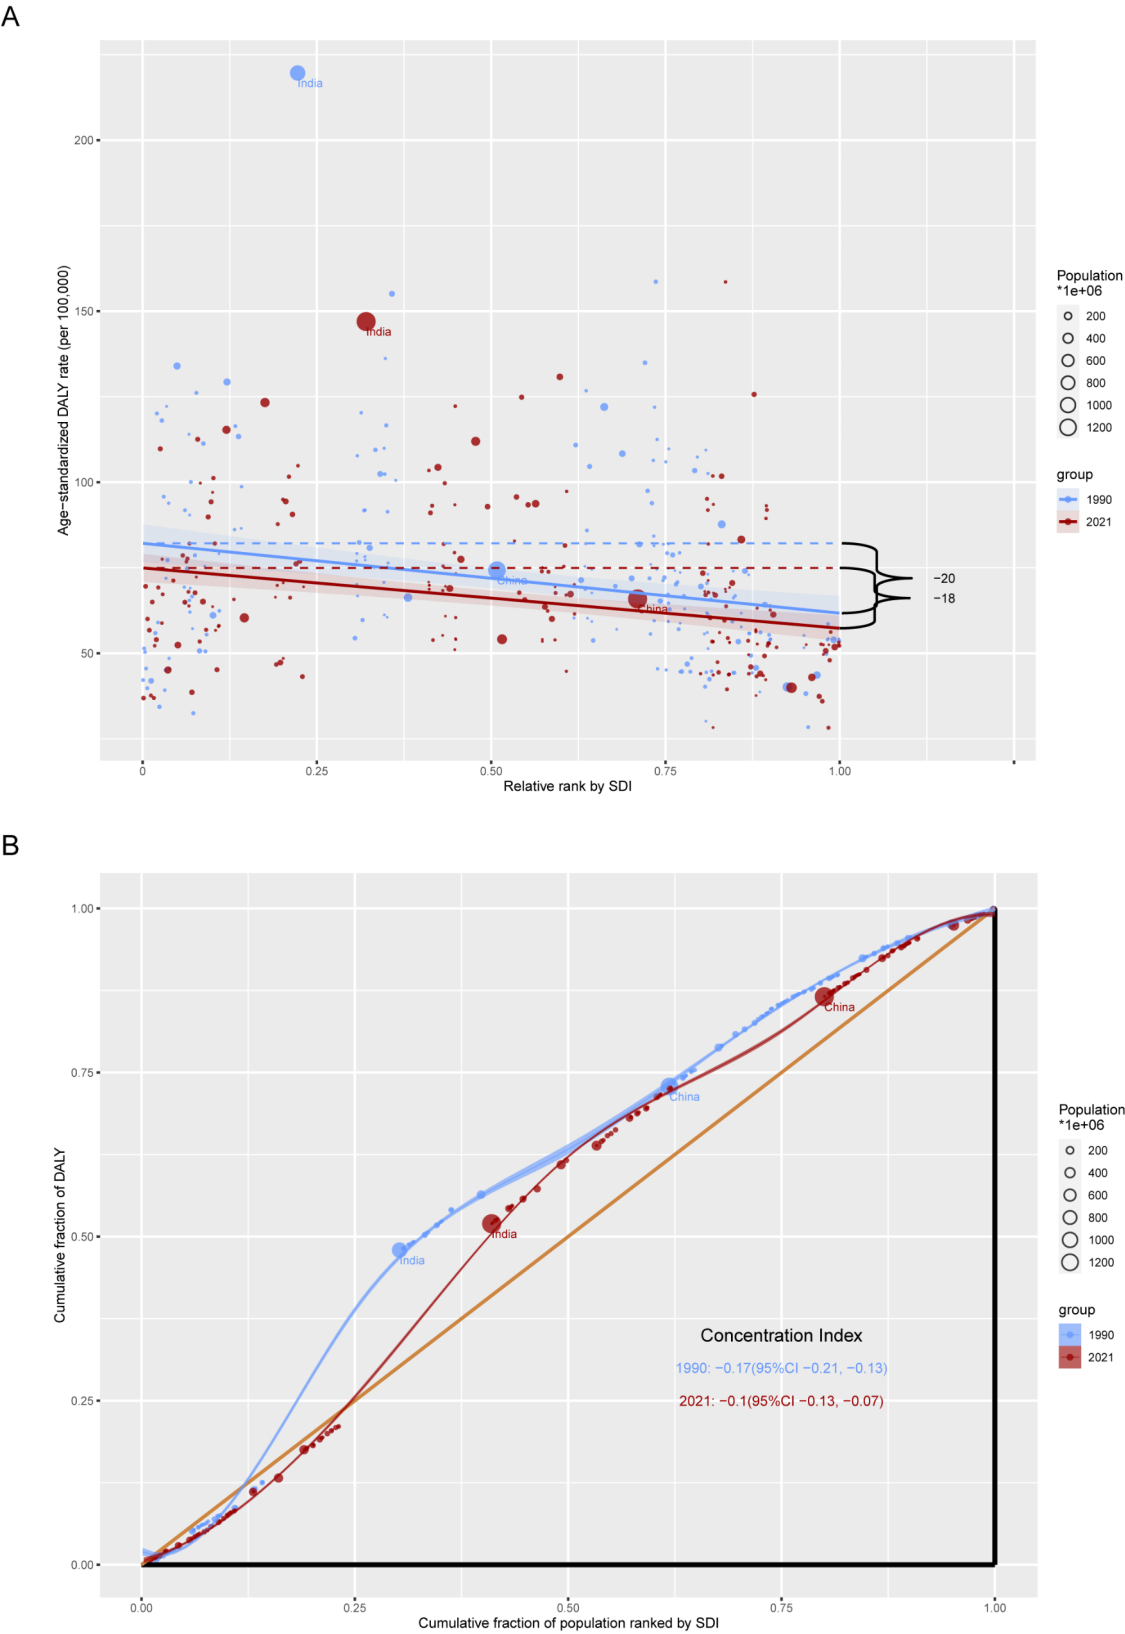 A
India
200
150
India
100
China
China
50
−20
−18
0
0.25
0.50
0.75
1.00
Relative rank by SDI
Age−standardized DALY rate (per 100,000)
Population
*1e+06
200
400
600
800
1000
1200
group
1990
2021
B
1.00
China
0.75
China
0.50
India
India
Concentration Index
1990: −0.17(95%CI −0.21, −0.13)
2021: −0.1(95%CI −0.13, −0.07)
0.25
0.00
0.00
0.25
0.50
0.75
1.00
Cumulative fraction of population ranked by SDI
Cumulative fraction of DALY
Population
*1e+06
200
400
600
800
1000
1200
group
1990
2021